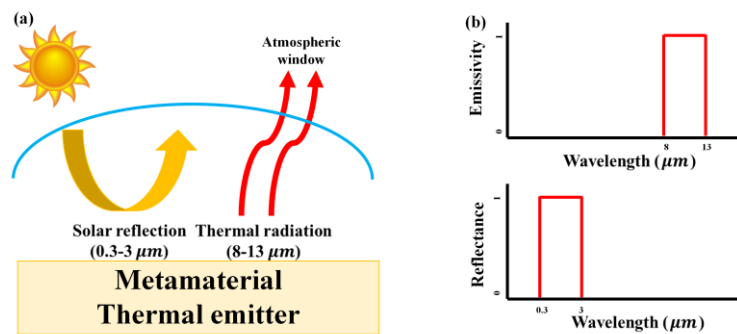 (a)
Atmospheric
window
Solar reflection
(0.3-3 μm)
Thermal radiation
(8-13 μm)
Metamaterial
Thermal emitter
(b)
Emissivity
1
0
8
13
Wavelength (μm)
Reflectance
1
0
0.3
3
Wavelength (μm)